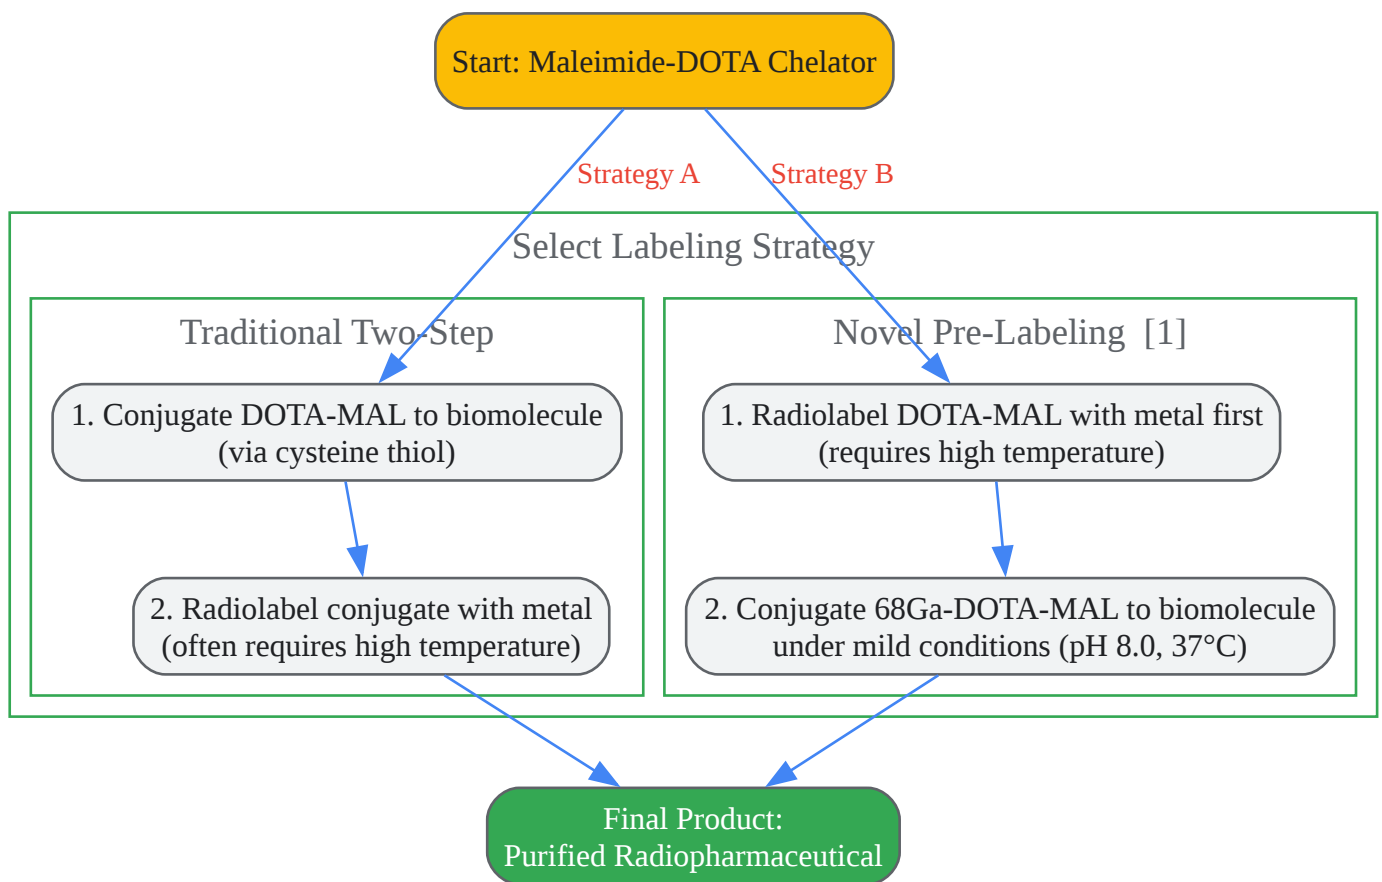 Start: Maleimide-DOTA Chelator
Strategy A
Strategy B
Select Labeling Strategy
Traditional Two-Step
1. Conjugate DOTA-MAL to biomolecule
(via cysteine thiol)
2. Radiolabel conjugate with metal
(often requires high temperature)
Novel Pre-Labeling [1]
1. Radiolabel DOTA-MAL with metal first
(requires high temperature)
2. Conjugate 68Ga-DOTA-MAL to biomolecule
under mild conditions (pH 8.0, 37°C)
Final Product:
Purified Radiopharmaceutical